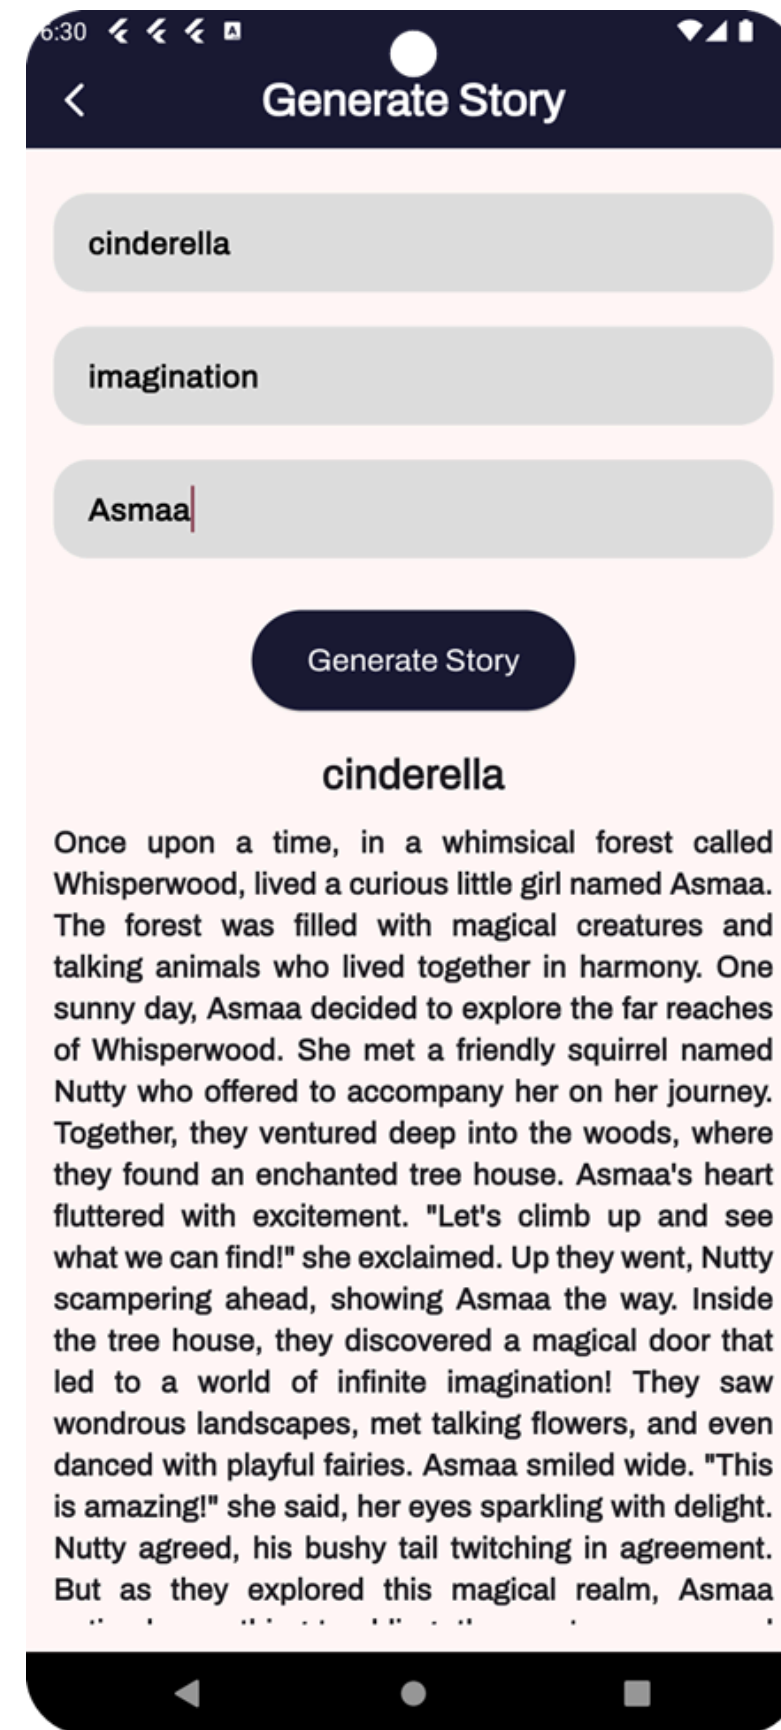 6:30
Generate Story
cinderella
imagination
Asmaa
Generate Story
cinderella
Once upon a time, in a whimsical forest called
Whisperwood, lived a curious little girl named Asmaa.
The forest was filled with magical creatures and
talking animals who lived together in harmony. One
sunny day, Asmaa decided to explore the far reaches
of Whisperwood. She met a friendly squirrel named
Nutty who offered to accompany her on her journey.
Together, they ventured deep into the woods, where
they found an enchanted tree house. Asmaa's heart
fluttered with excitement. "Let's climb up and see
what we can find!" she exclaimed. Up they went, Nutty
scampering ahead, showing Asmaa the way. Inside
the tree house, they discovered a magical door that
led to a world of infinite imagination! They saw
wondrous landscapes, met talking flowers, and even
danced with playful fairies. Asmaa smiled wide. "This
is amazing!" she said, her eyes sparkling with delight.
Nutty agreed, his bushy tail twitching in agreement.
But as they explored this magical realm, Asmaa